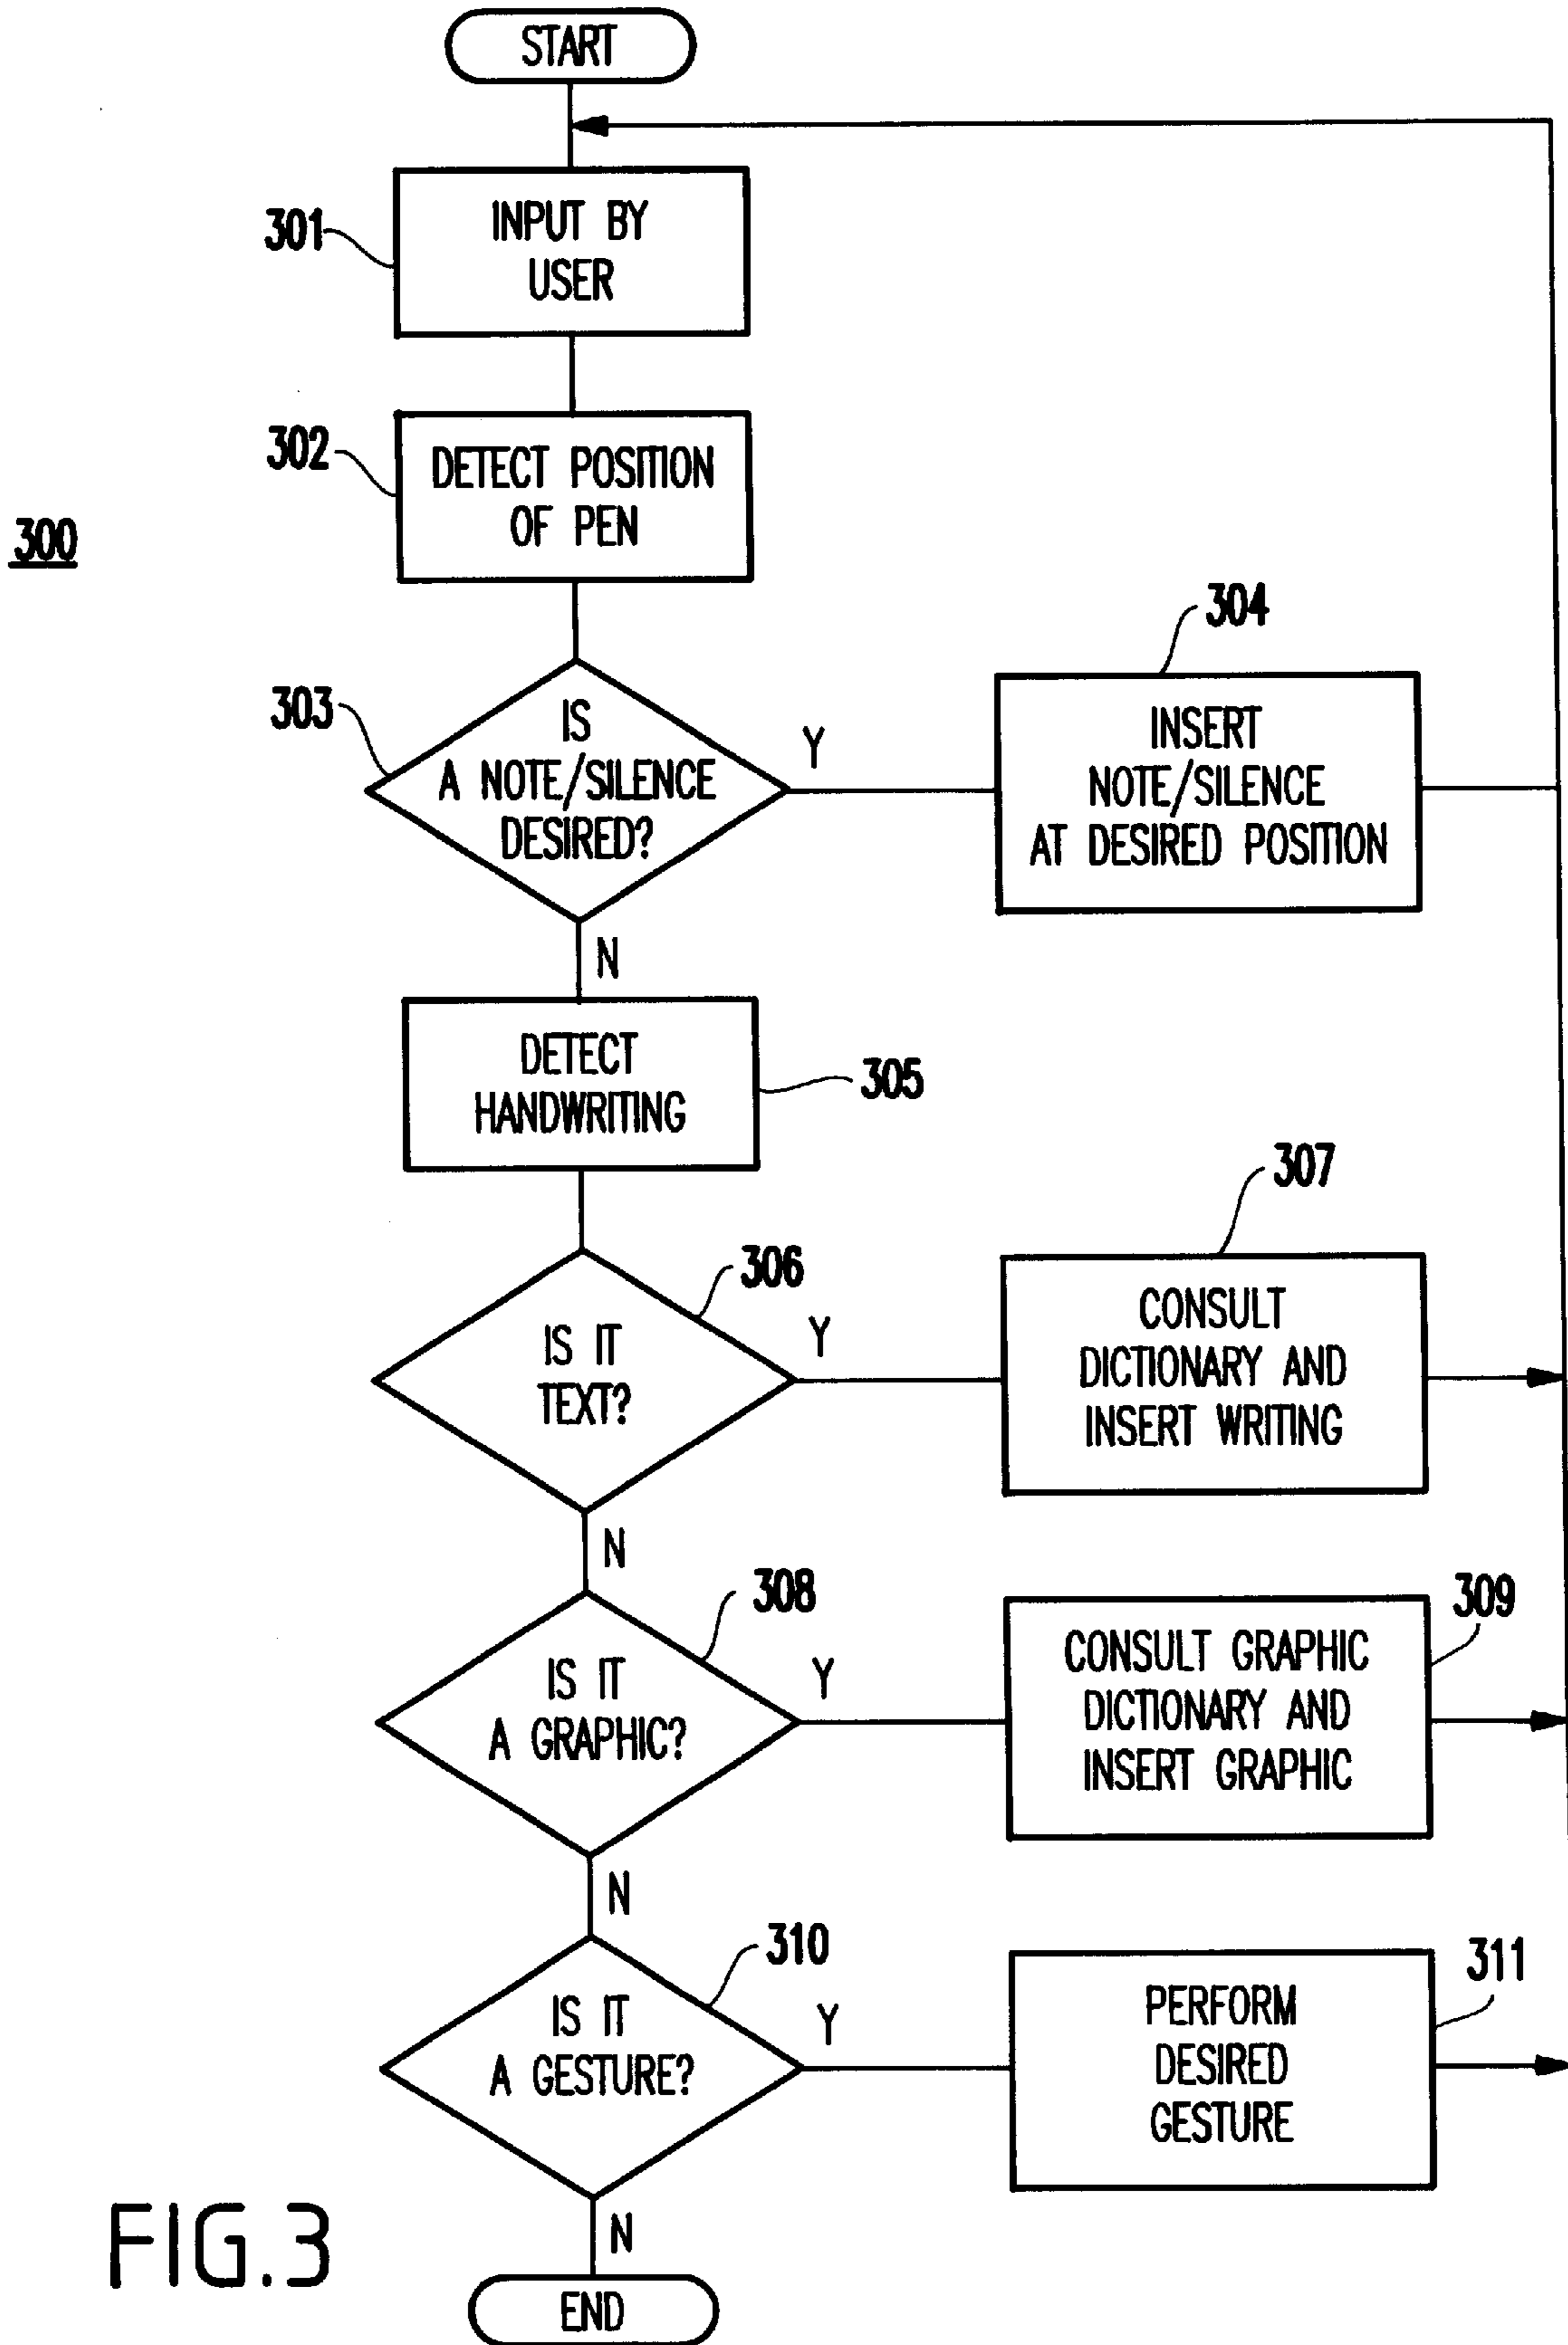 START
301
INPUT BY
USER
302
DETECT POSITION
OF PEN
300
303
IS
A NOTE/SILENCE
DESIRED?
Y
304
INSERT
NOTE/SILENCE
AT DESIRED POSITION
N
DETECT
HANDWRITING
305
306
IS IT
TEXT?
Y
307
CONSULT
DICTIONARY AND
INSERT WRITING
N
308
IS IT
A GRAPHIC?
Y
309
CONSULT GRAPHIC
DICTIONARY AND
INSERT GRAPHIC
N
310
IS IT
A GESTURE?
Y
311
PERFORM
DESIRED
GESTURE
N
END
FIG.3